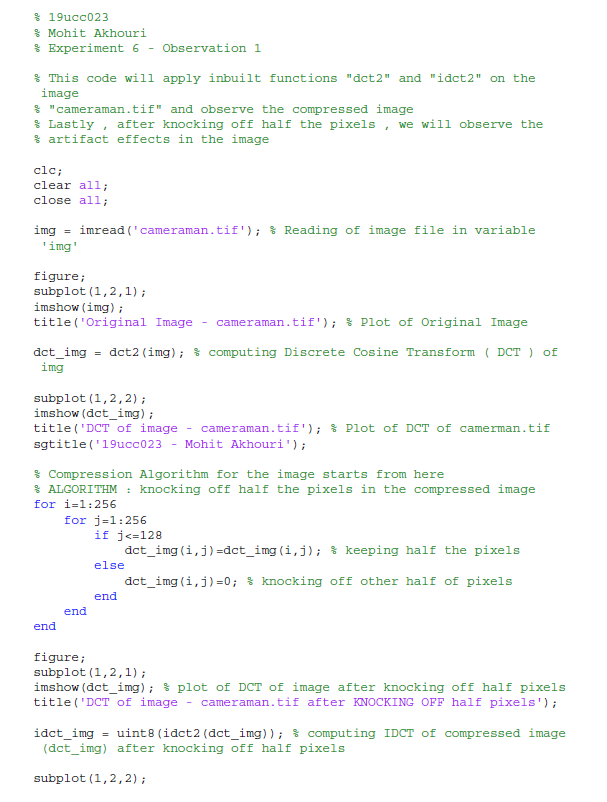 % 19ucc023
% Mohit Akhouri
% Experiment 6 - Observation 1
% This code will apply inbuilt functions "dct2" and "idct2" on the
image
% "cameraman.tif" and observe the compressed image
% Lastly , after knocking off half the pixels , we will observe the
% artifact effects in the image
clc;
clear all;
close all;
img = imread('cameraman.tif'); % Reading of image file in variable
'img'
figure;
subplot(1,2,1);
imshow(img);
title('Original Image - cameraman.tif'); % Plot of Original Image
dct_img = dct2(img); % computing Discrete Cosine Transform ( DCT ) of
img
subplot(1,2,2);
imshow(dct_img);
title('DCT of image - cameraman.tif'); % Plot of DCT of camerman.tif
sgtitle('19ucc023 - Mohit Akhouri');
% Compression Algorithm for the image starts from here
% ALGORITHM : knocking off half the pixels in the compressed image
for i=1:256
for j=1:256
if j<=128
dct_img(i,j)=dct_img(i,j); % keeping half the pixels
else
dct_img(i,j)=0; % knocking off other half of pixels
end
end
end
figure;
subplot(1,2,1);
imshow(dct_img); % plot of DCT of image after knocking off half pixels
title('DCT of image - cameraman.tif after KNOCKING OFF half pixels');
idct_img = uint8(idct2(dct_img)); % computing IDCT of compressed image
(dct_img) after knocking off half pixels
subplot(1,2,2);